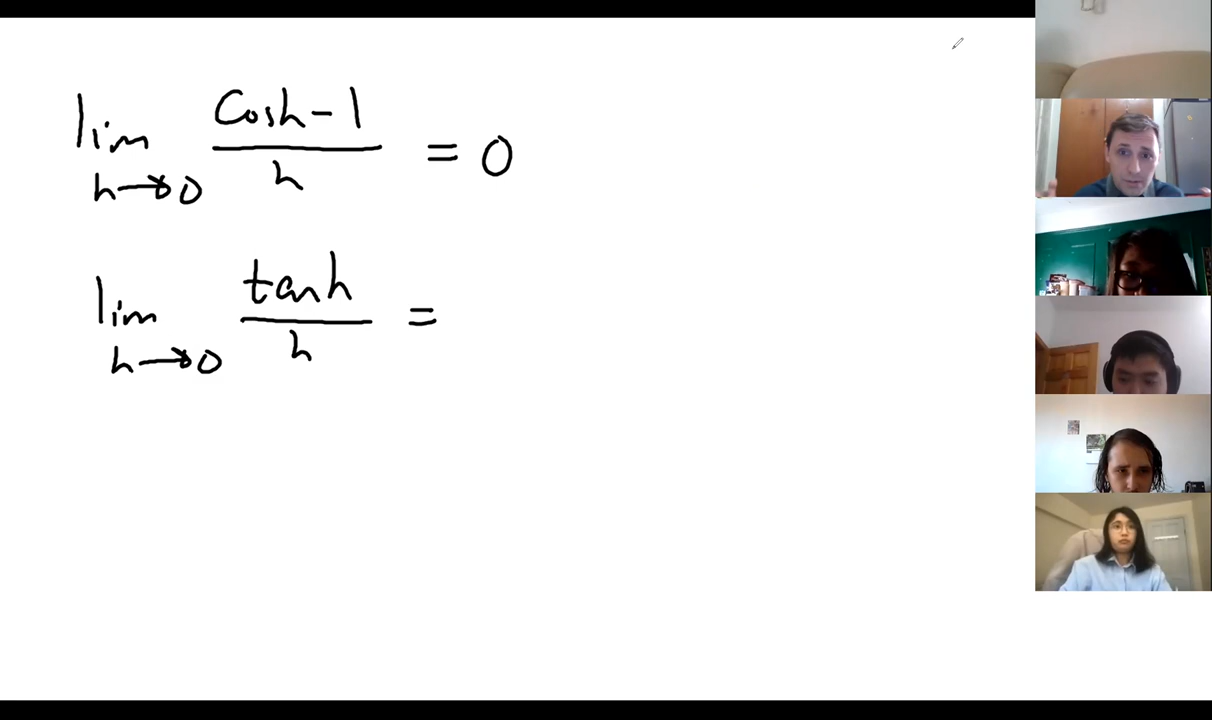 lim cosh-1 / h = 0
h→0
lim tanh / h =
h→0